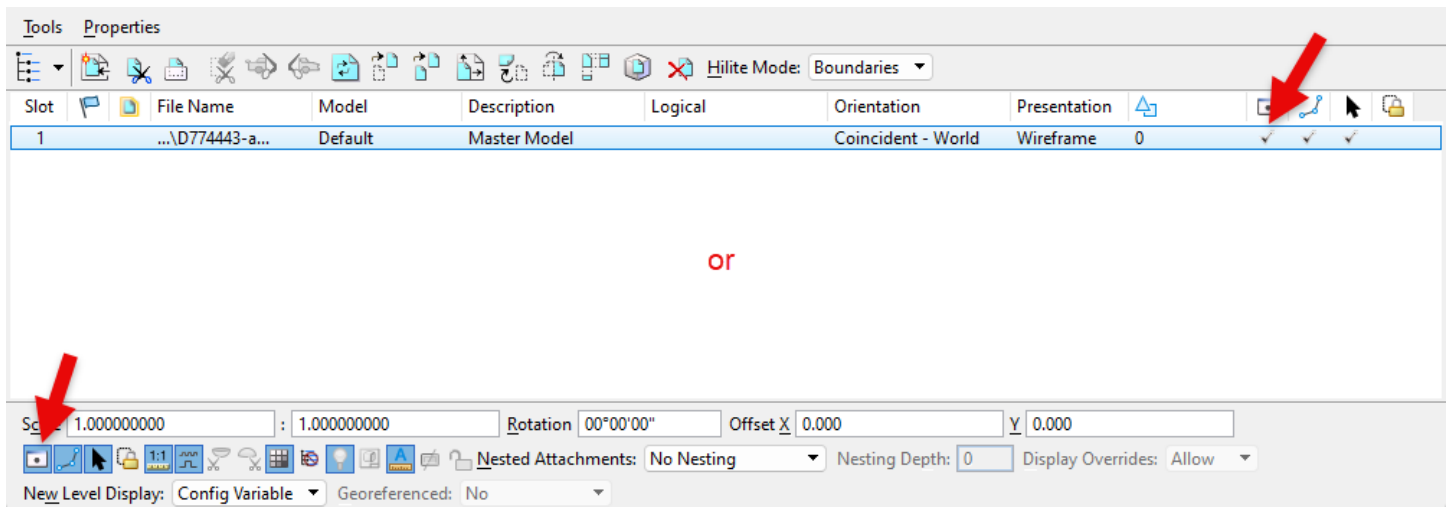 Tools Properties
Hilite Mode: Boundaries
Slot File Name Model Description Logical Orientation Presentation
1 ...\D774443-a... Default Master Model Coincident - World Wireframe 0
or
1.000000000 : 1.000000000 Rotation 00°00'00" Offset X 0.000 Y 0.000
1:1 A Nested Attachments: No Nesting Nesting Depth: 0 Display Overrides: Allow
New Level Display: Config Variable Georeferenced: No